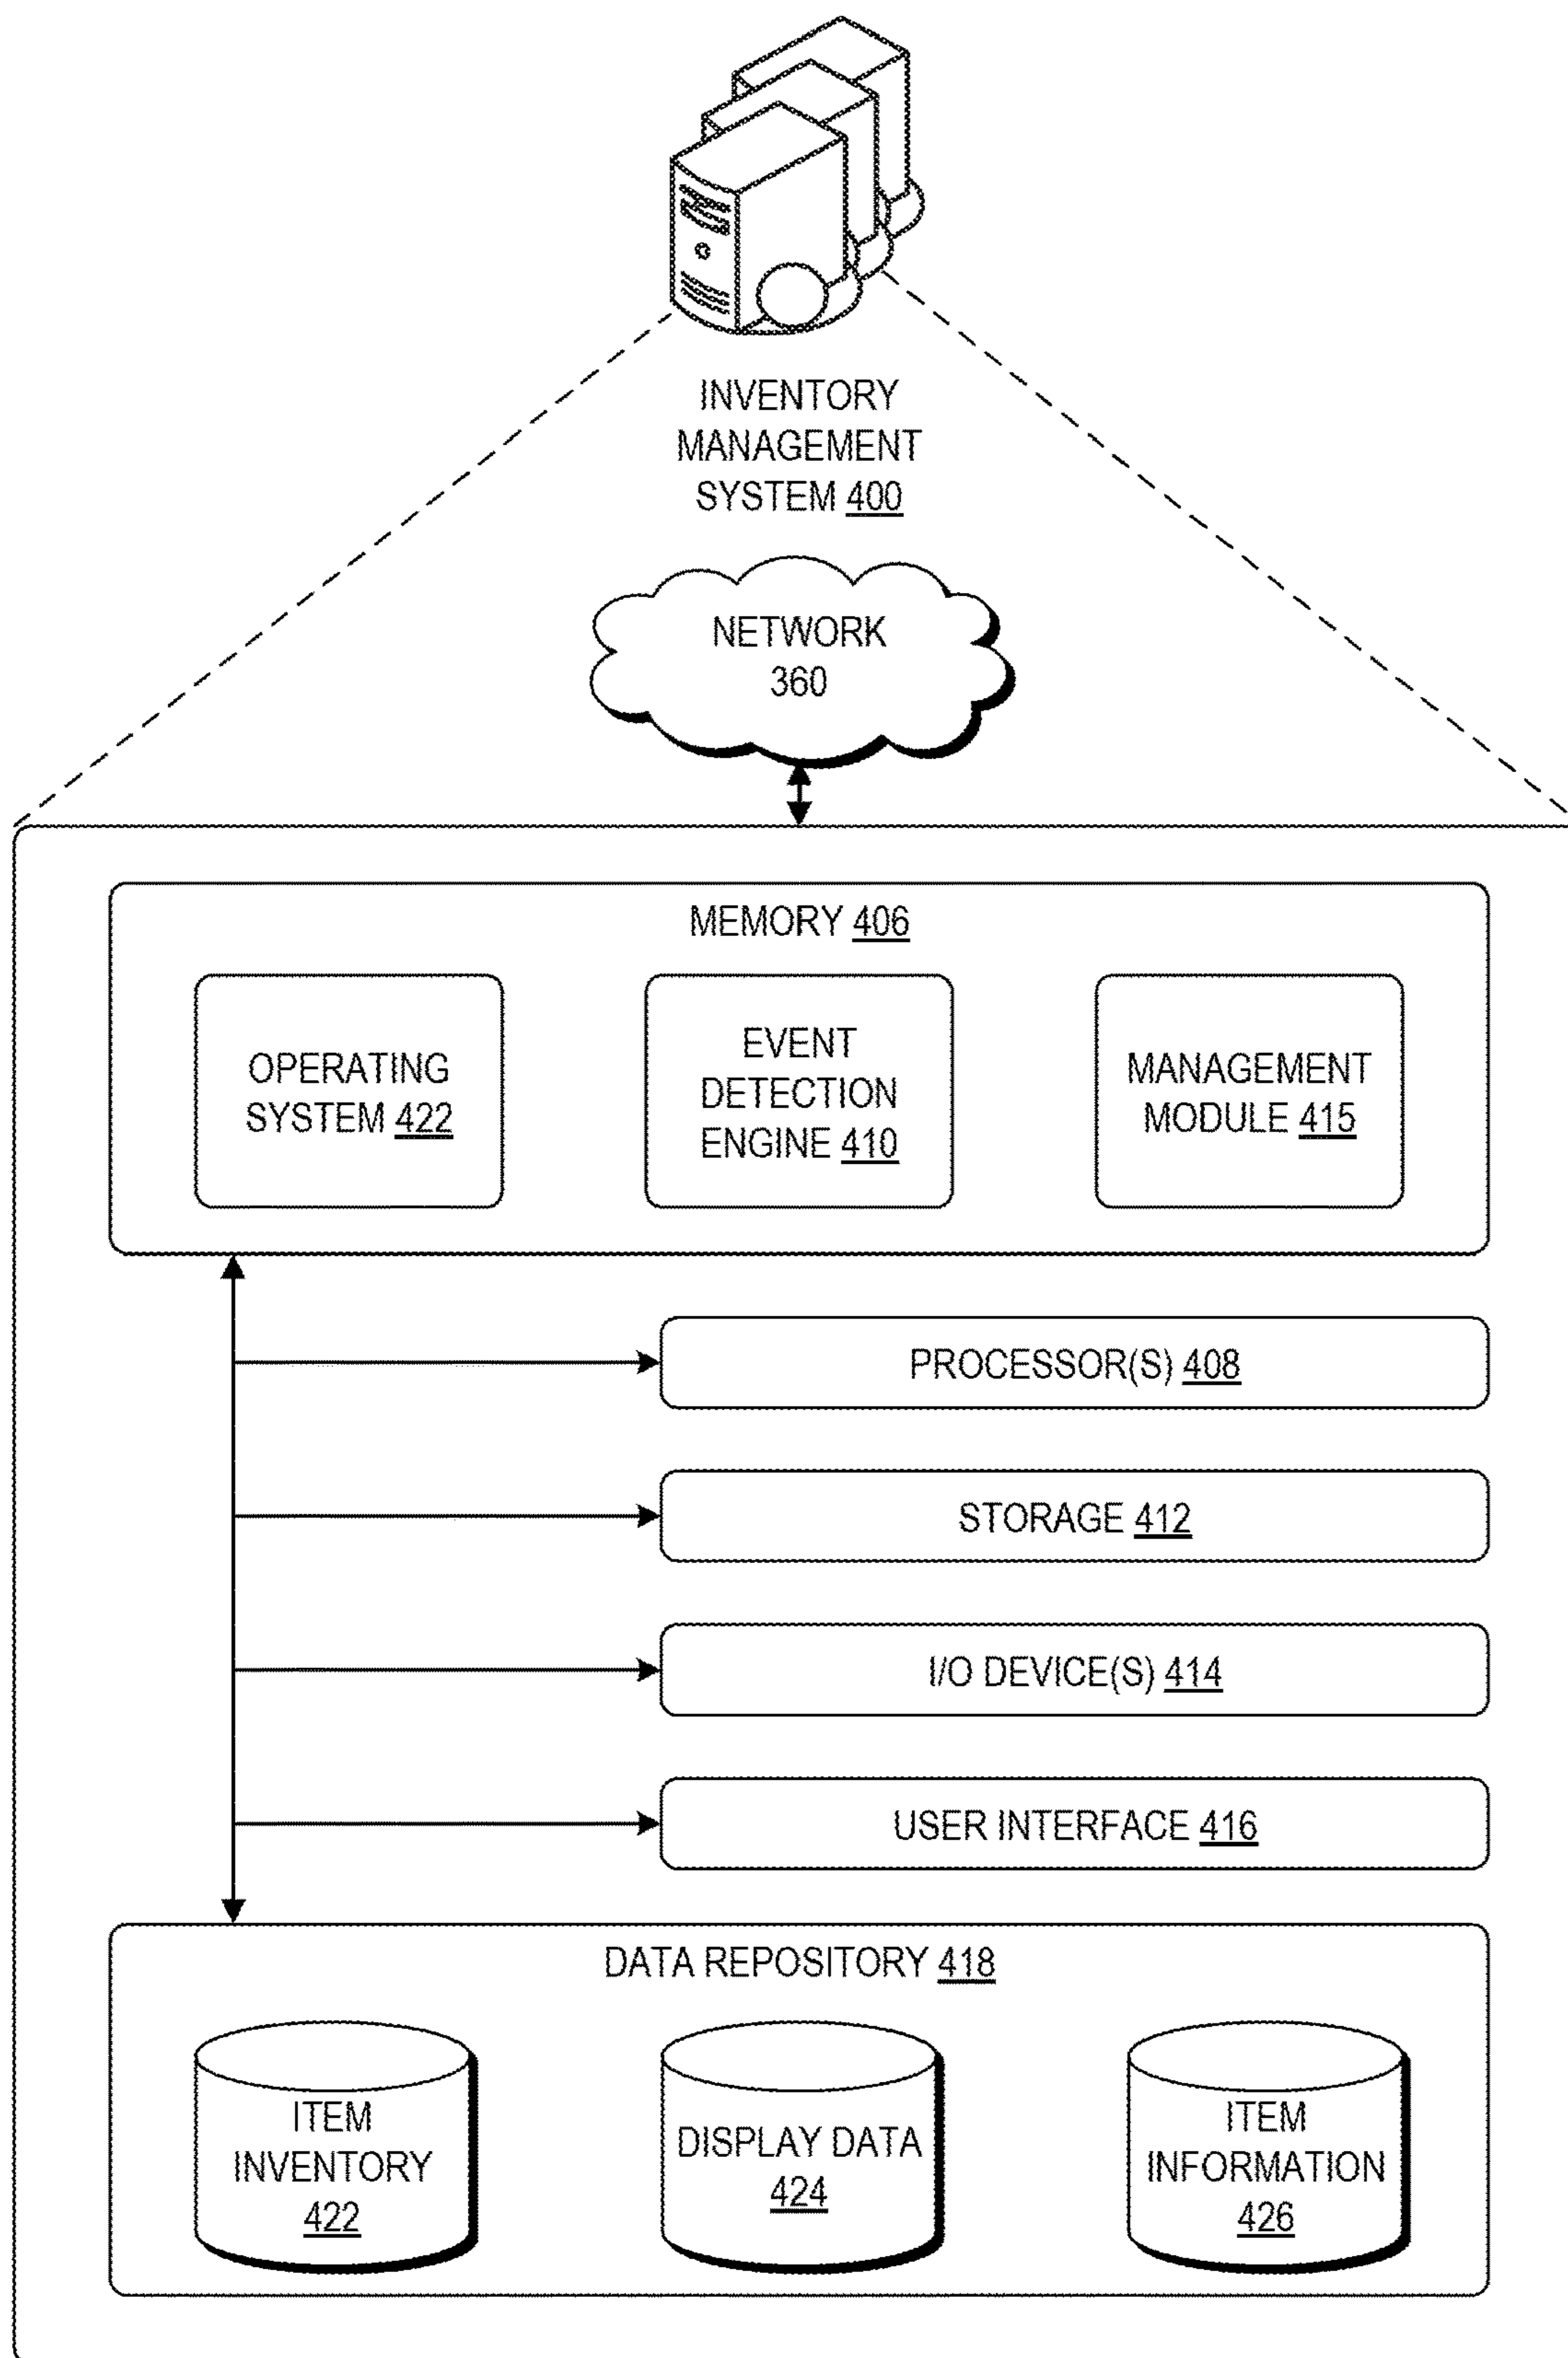 INVENTORY
MANAGEMENT
SYSTEM 400
NETWORK
360
MEMORY 406
OPERATING
SYSTEM 422
EVENT
DETECTION
ENGINE 410
MANAGEMENT
MODULE 415
PROCESSOR(S) 408
STORAGE 412
I/O DEVICE(S) 414
USER INTERFACE 416
DATA REPOSITORY 418
ITEM
INVENTORY
422
DISPLAY DATA
424
ITEM
INFORMATION
426